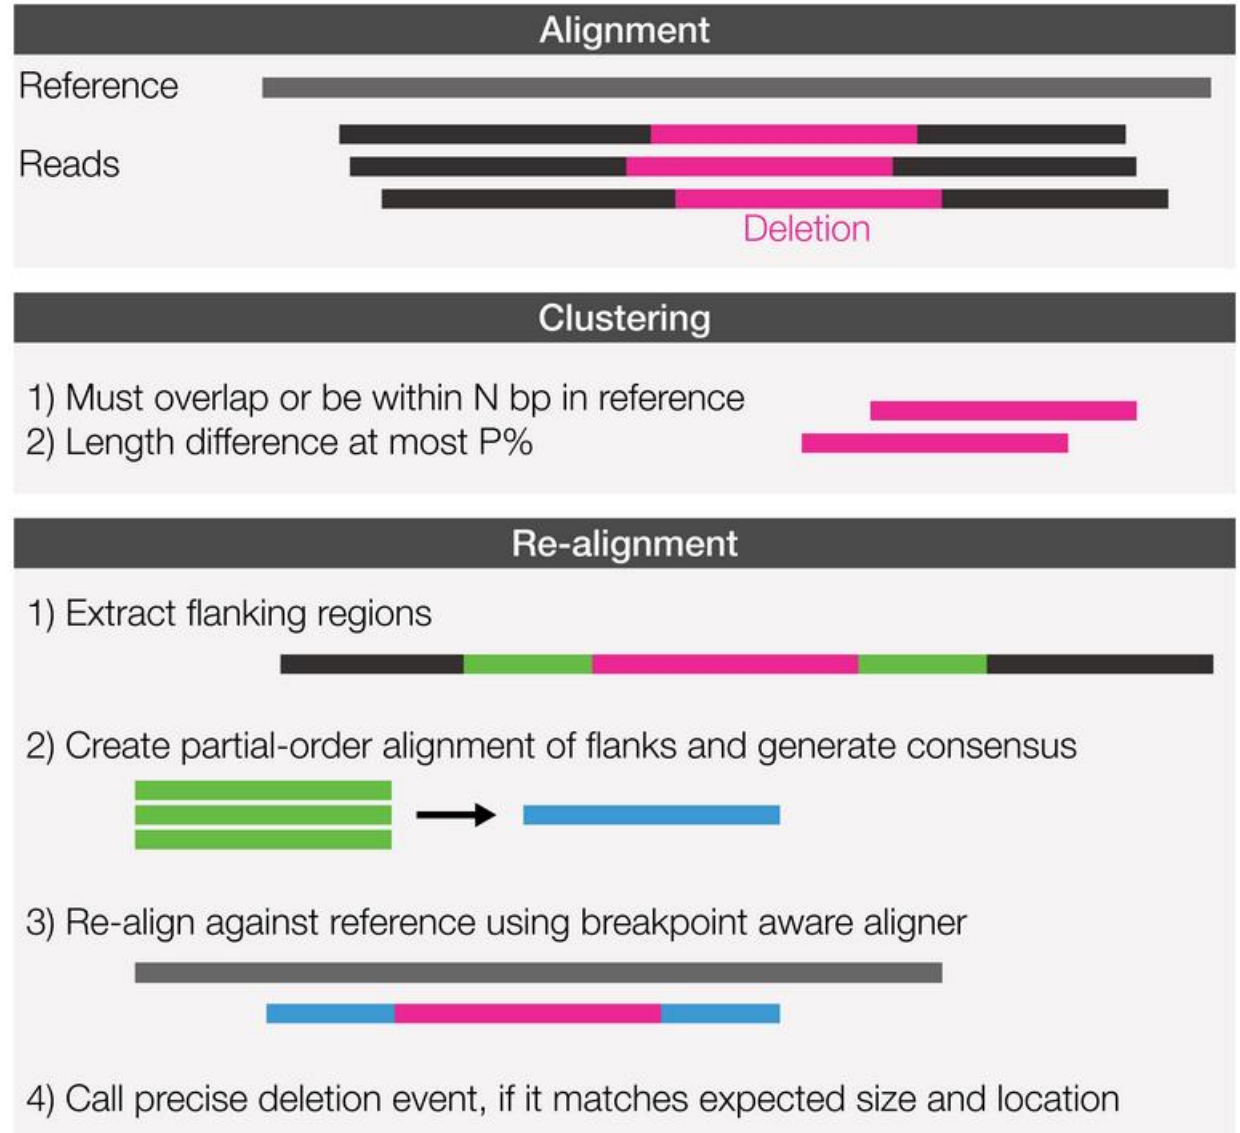 Alignment
Reference
Reads
Deletion
Clustering
1) Must overlap or be within N bp in reference
2) Length difference at most P%
Re-alignment
1) Extract flanking regions
2) Create partial-order alignment of flanks and generate consensus
3) Re-align against reference using breakpoint aware aligner
4) Call precise deletion event, if it matches expected size and location